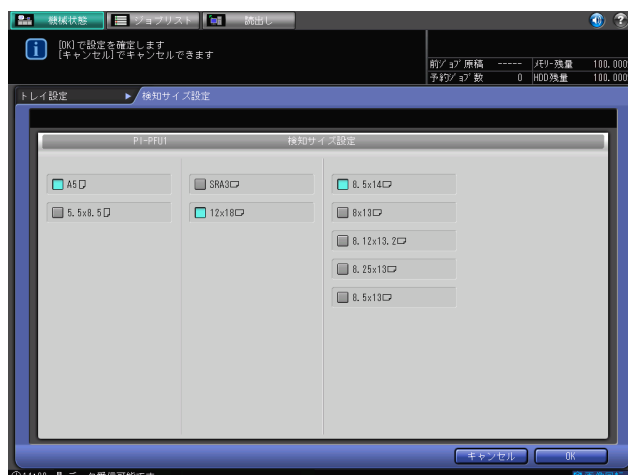 機械状態 ジョブリスト 読出し
[OK]で設定を確定します
[キャンセル]でキャンセルできます
前ジョブ原稿 ----- メモリ-残量 100.000
予約ジョブ数 0 HDD残量 100.000
トレイ設定 ▶ 検知サイズ設定
PI-PFU1 検知サイズ設定
A5 SRA3 8.5x14
5.5x8.5 12x18 8x13
8.12x13.2
8.25x13
8.5x13
キャンセル OK